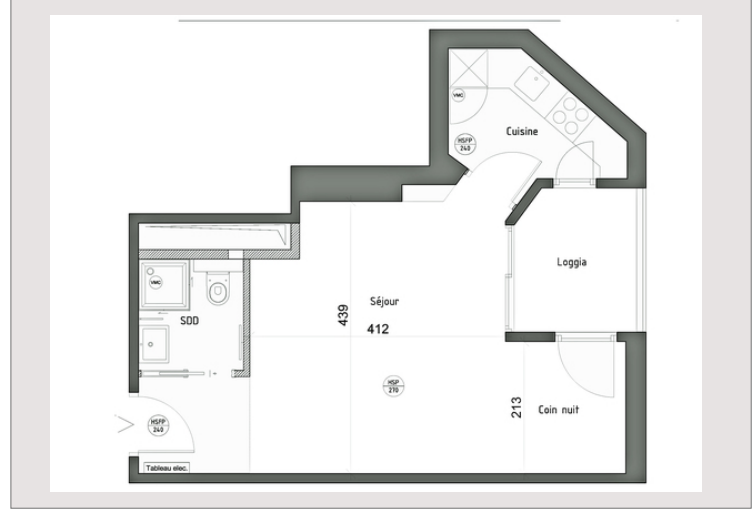 VMC
HSFP
240
Cuisine
Loggia
VMC
SDD
Séjour
439
412
HSP
270
213
Coin nuit
HSFP
240
Tableau elec.